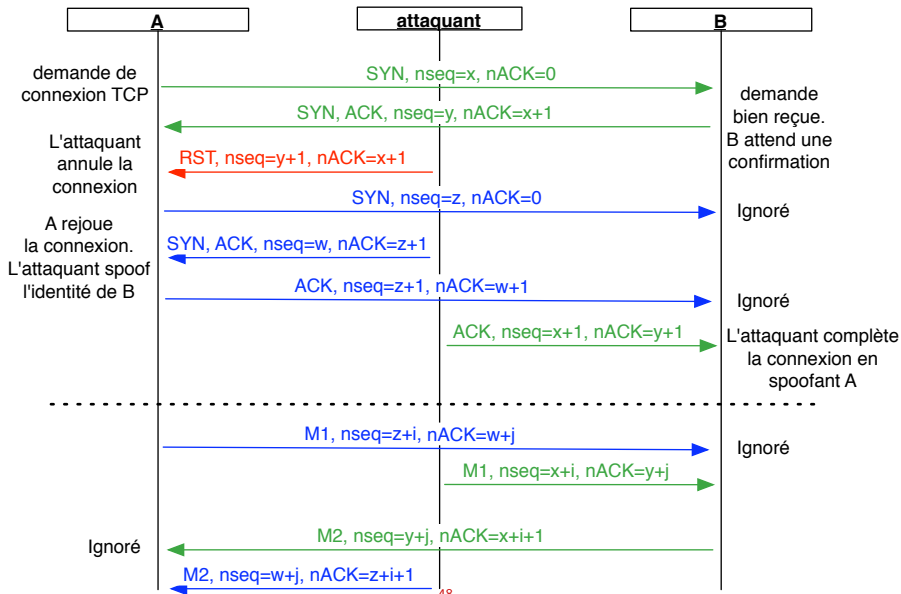 A
attaquant
B
demande de
connexion TCP
SYN, nseq=x, nACK=0
SYN, ACK, nseq=y, nACK=x+1
demande
bien reçue.
B attend une
confirmation
L'attaquant
annule la
connexion
RST, nseq=y+1, nACK=x+1
SYN, nseq=z, nACK=0
Ignoré
A rejoue
la connexion.
L'attaquant spoof
l'identité de B
SYN, ACK, nseq=w, nACK=z+1
ACK, nseq=z+1, nACK=w+1
Ignoré
ACK, nseq=x+1, nACK=y+1
L'attaquant complète
la connexion en
spoofant A
M1, nseq=z+i, nACK=w+j
Ignoré
M1, nseq=x+i, nACK=y+j
M2, nseq=y+j, nACK=x+i+1
Ignoré
M2, nseq=w+j, nACK=z+i+1
48